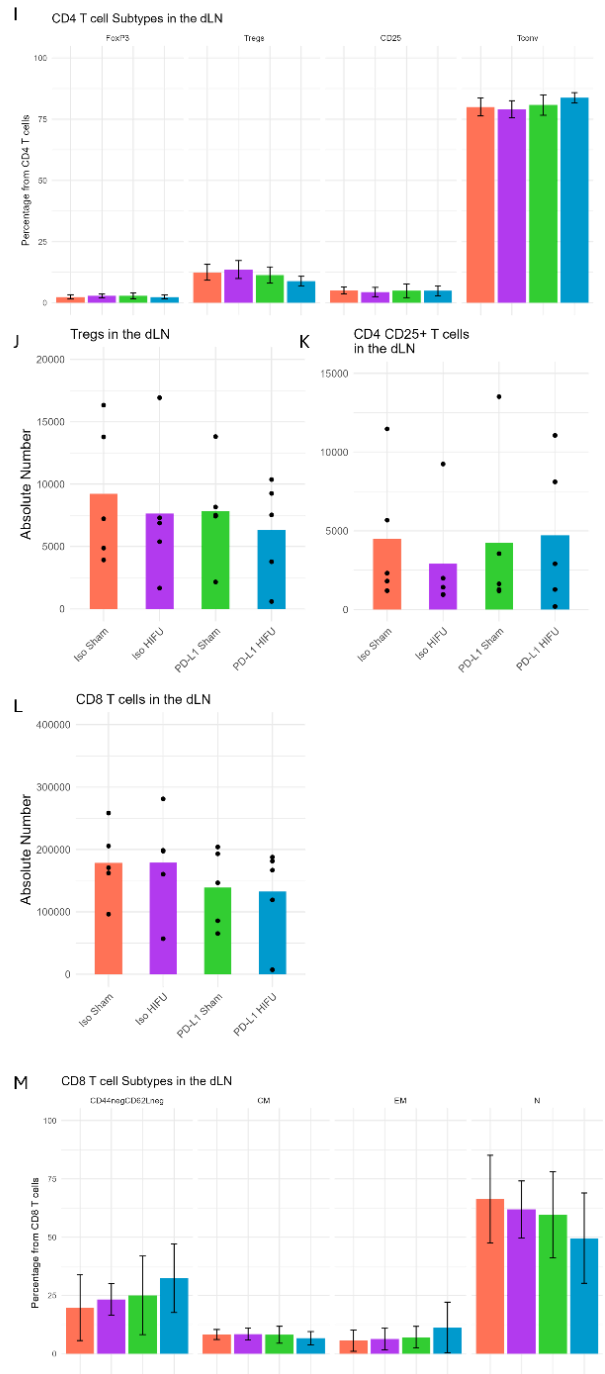 I
CD4 T cell Subtypes in the dLN
FoxP3 Tregs CD25 Tconv
Percentage from CD4 T cells
100
75
50
25
0
J
Tregs in the dLN
Absolute Number
20000
15000
10000
5000
0
Iso Sham
Iso HIFU
PD-L1 Sham
PD-L1 HIFU
K
CD4 CD25+ T cells
in the dLN
15000
10000
5000
0
Iso Sham
Iso HIFU
PD-L1 Sham
PD-L1 HIFU
L
CD8 T cells in the dLN
Absolute Number
400000
300000
200000
100000
0
Iso Sham
Iso HIFU
PD-L1 Sham
PD-L1 HIFU
M
CD8 T cell Subtypes in the dLN
CD44negCD62Lneg CM EM N
Percentage from CD8 T cells
100
75
50
25
0